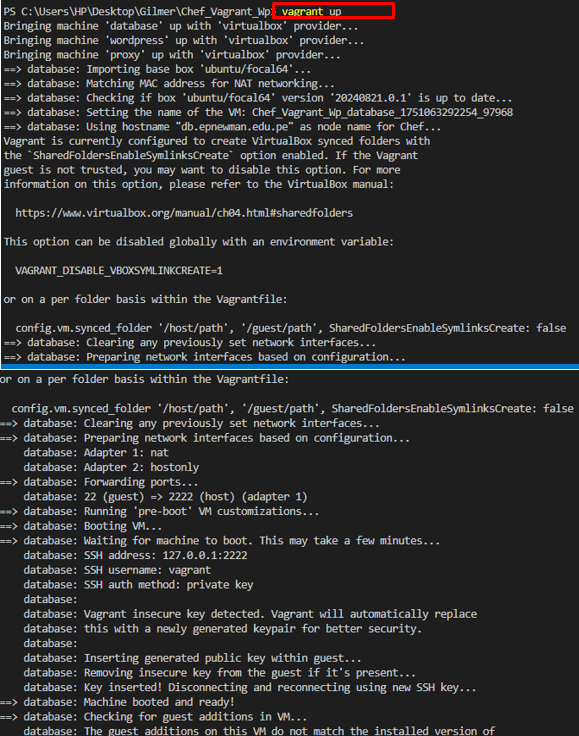 PS C:\Users\HP\Desktop\Gilmer\Chef_Vagrant_Wp> vagrant up
Bringing machine 'database' up with 'virtualbox' provider...
Bringing machine 'wordpress' up with 'virtualbox' provider...
Bringing machine 'proxy' up with 'virtualbox' provider...
==> database: Importing base box 'ubuntu/focal64'...
==> database: Matching MAC address for NAT networking...
==> database: Checking if box 'ubuntu/focal64' version '20240821.0.1' is up to date...
==> database: Setting the name of the VM: Chef_Vagrant_Wp_database_1751063292254_97968
==> database: Using hostname "db.epnewman.edu.pe" as node name for Chef...
Vagrant is currently configured to create VirtualBox synced folders with
the `SharedFoldersEnableSymlinksCreate` option enabled. If the Vagrant
guest is not trusted, you may want to disable this option. For more
information on this option, please refer to the VirtualBox manual:
https://www.virtualbox.org/manual/ch04.html#sharedfolders
This option can be disabled globally with an environment variable:
VAGRANT_DISABLE_VBOXSYMLINKCREATE=1
or on a per folder basis within the Vagrantfile:
config.vm.synced_folder '/host/path', '/guest/path', SharedFoldersEnableSymlinksCreate: false
==> database: Clearing any previously set network interfaces...
==> database: Preparing network interfaces based on configuration...
or on a per folder basis within the Vagrantfile:
config.vm.synced_folder '/host/path', '/guest/path', SharedFoldersEnableSymlinksCreate: false
==> database: Clearing any previously set network interfaces...
==> database: Preparing network interfaces based on configuration...
database: Adapter 1: nat
database: Adapter 2: hostonly
==> database: Forwarding ports...
database: 22 (guest) => 2222 (host) (adapter 1)
==> database: Running 'pre-boot' VM customizations...
==> database: Booting VM...
==> database: Waiting for machine to boot. This may take a few minutes...
database: SSH address: 127.0.0.1:2222
database: SSH username: vagrant
database: SSH auth method: private key
database:
database: Vagrant insecure key detected. Vagrant will automatically replace
database: this with a newly generated keypair for better security.
database:
database: Inserting generated public key within guest...
database: Removing insecure key from the guest if it's present...
database: Key inserted! Disconnecting and reconnecting using new SSH key...
==> database: Machine booted and ready!
==> database: Checking for guest additions in VM...
database: The guest additions on this VM do not match the installed version of